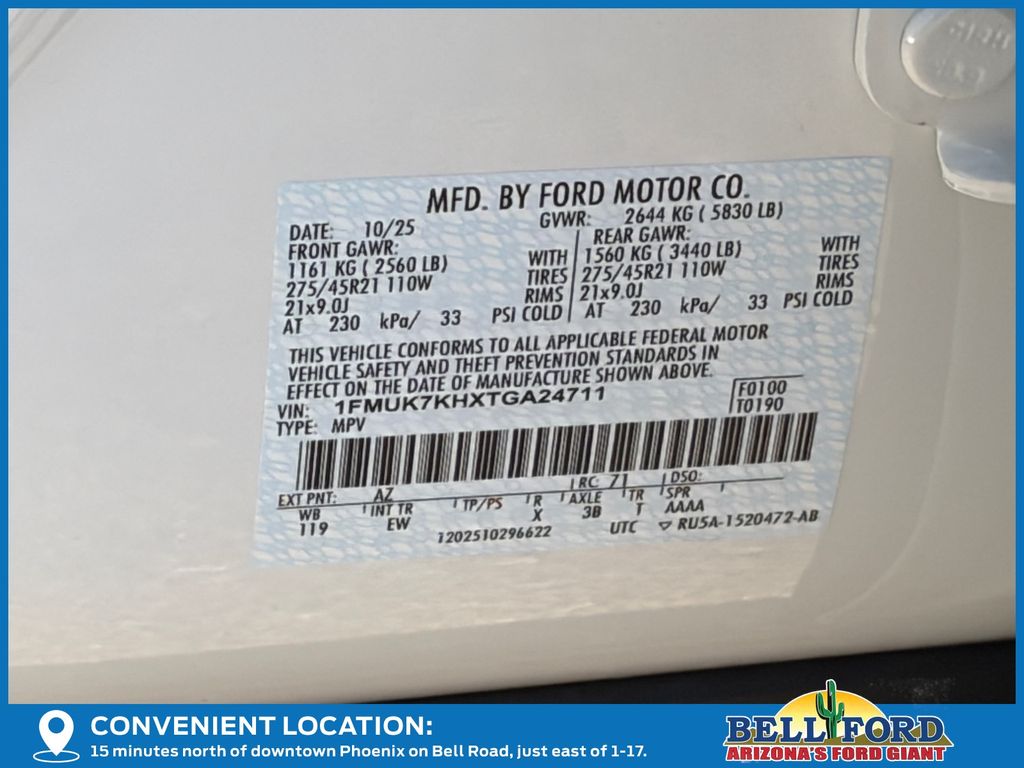 MFD. BY FORD MOTOR CO.
DATE: 10/25 GVWR: 2644 KG ( 5830 LB)
FRONT GAWR: REAR GAWR:
1161 KG ( 2560 LB) WITH 1560 KG ( 3440 LB) WITH
275/45R21 110W TIRES 275/45R21 110W TIRES
21x9.0J RIMS 21x9.0J RIMS
AT 230 kPa/ 33 PSI COLD AT 230 kPa/ 33 PSI COLD
THIS VEHICLE CONFORMS TO ALL APPLICABLE FEDERAL MOTOR
VEHICLE SAFETY AND THEFT PREVENTION STANDARDS IN
EFFECT ON THE DATE OF MANUFACTURE SHOWN ABOVE.
VIN: 1FMUK7KHXTGA24711 F0100
TYPE: MPV T0190
EXT PNT: AZ RC: 71 DSO:
WB INT TR TP/PS R AXLE TR SPR
119 EW X 3B T AAAA
1202510296622 UTC ▽ RU5A-1520472-AB
CONVENIENT LOCATION:
15 minutes north of downtown Phoenix on Bell Road, just east of 1-17.
BELL FORD
ARIZONA'S FORD GIANT